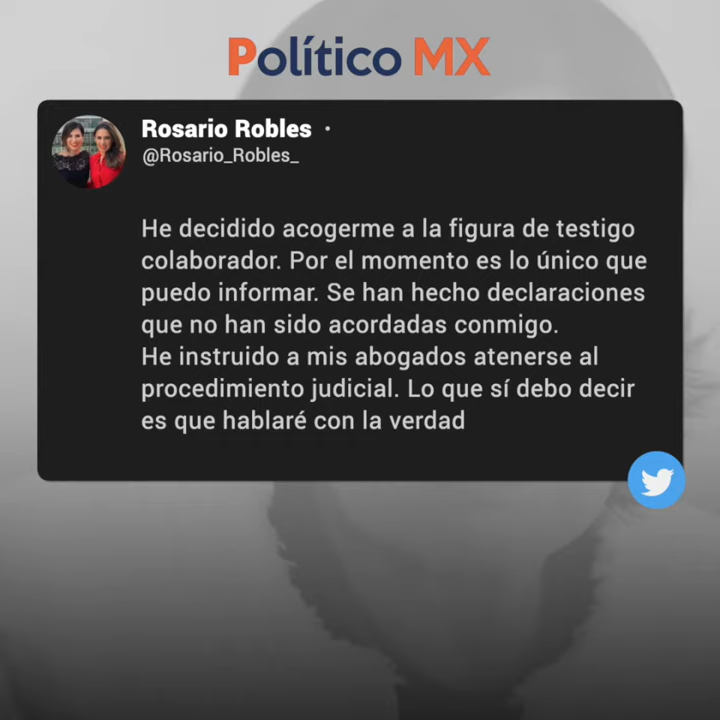 Político MX
Rosario Robles ·
@Rosario_Robles_
He decidido acogerme a la figura de testigo
colaborador. Por el momento es lo único que
puedo informar. Se han hecho declaraciones
que no han sido acordadas conmigo.
He instruido a mis abogados atenerse al
procedimiento judicial. Lo que sí debo decir
es que hablaré con la verdad